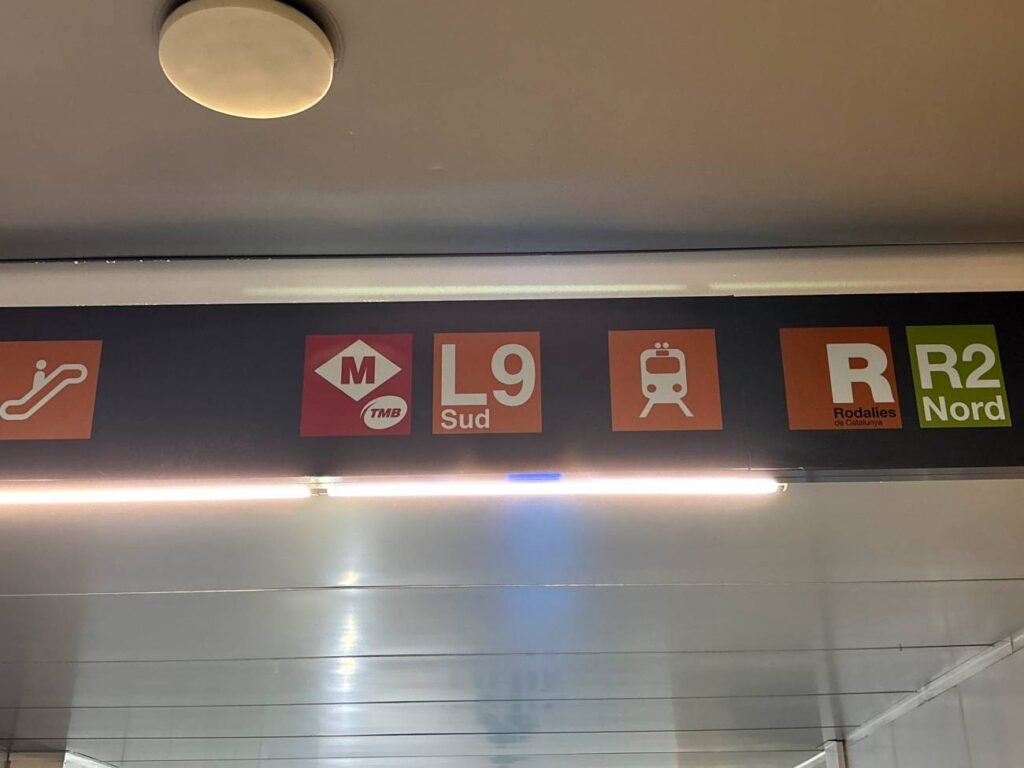 M
TMB
L9
Sud
R
Rodalies
de Catalunya
R2
Nord